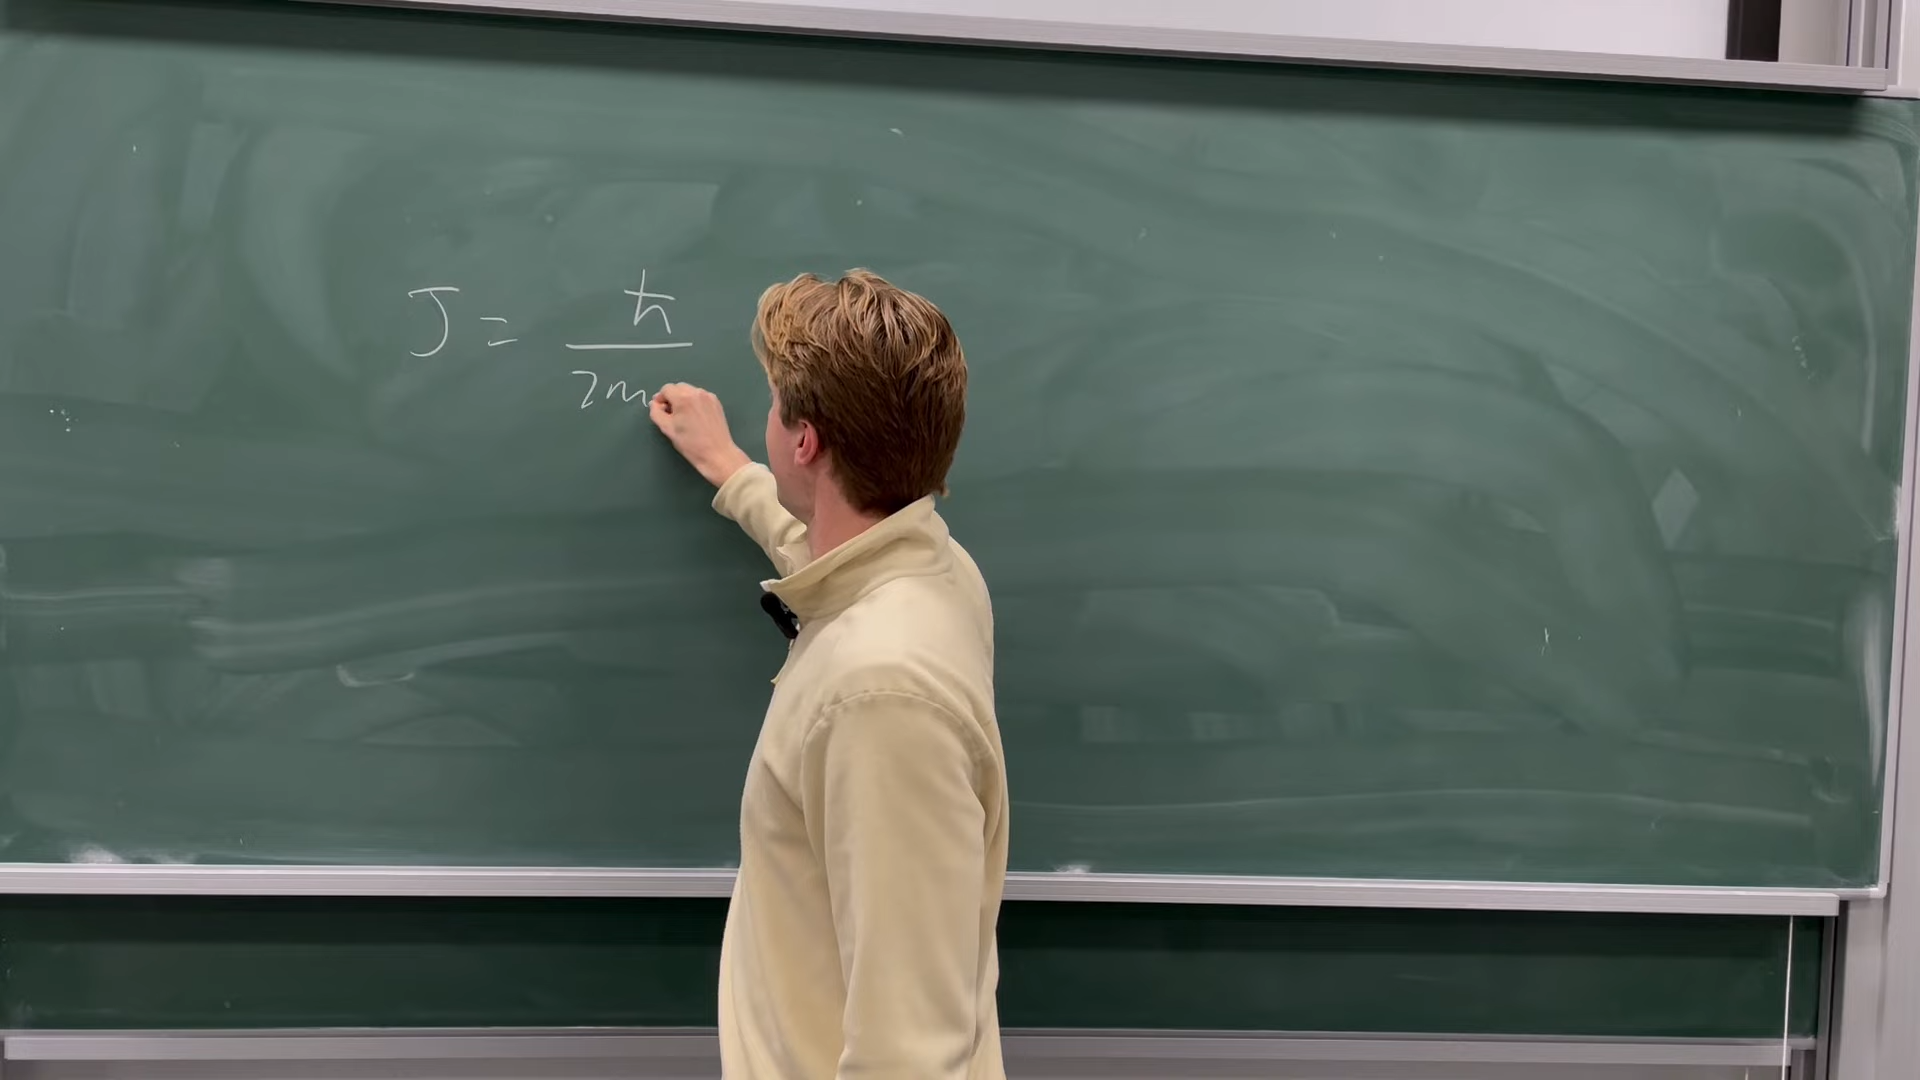 J = ℏ / 2m